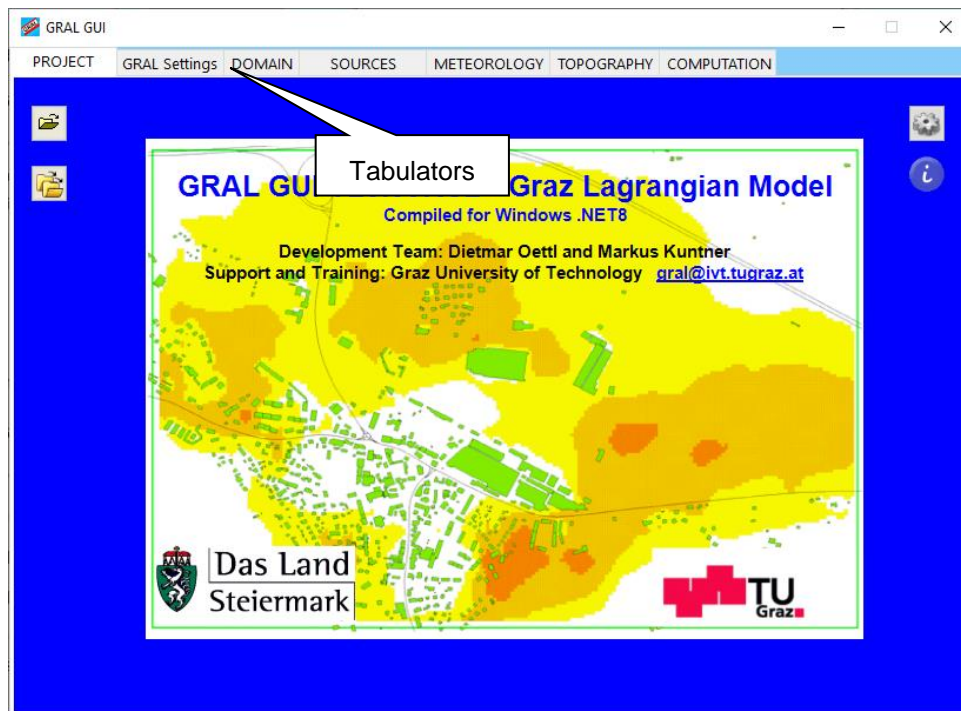 GRAL GUI
PROJECT GRAL Settings DOMAIN SOURCES METEOROLOGY TOPOGRAPHY COMPUTATION
Tabulators
GRAL GUI Graz Lagrangian Model
Compiled for Windows .NET8
Development Team: Dietmar Oettl and Markus Kuntner
Support and Training: Graz University of Technology gral@ivt.tugraz.at
Das Land
Steiermark
TU
Graz